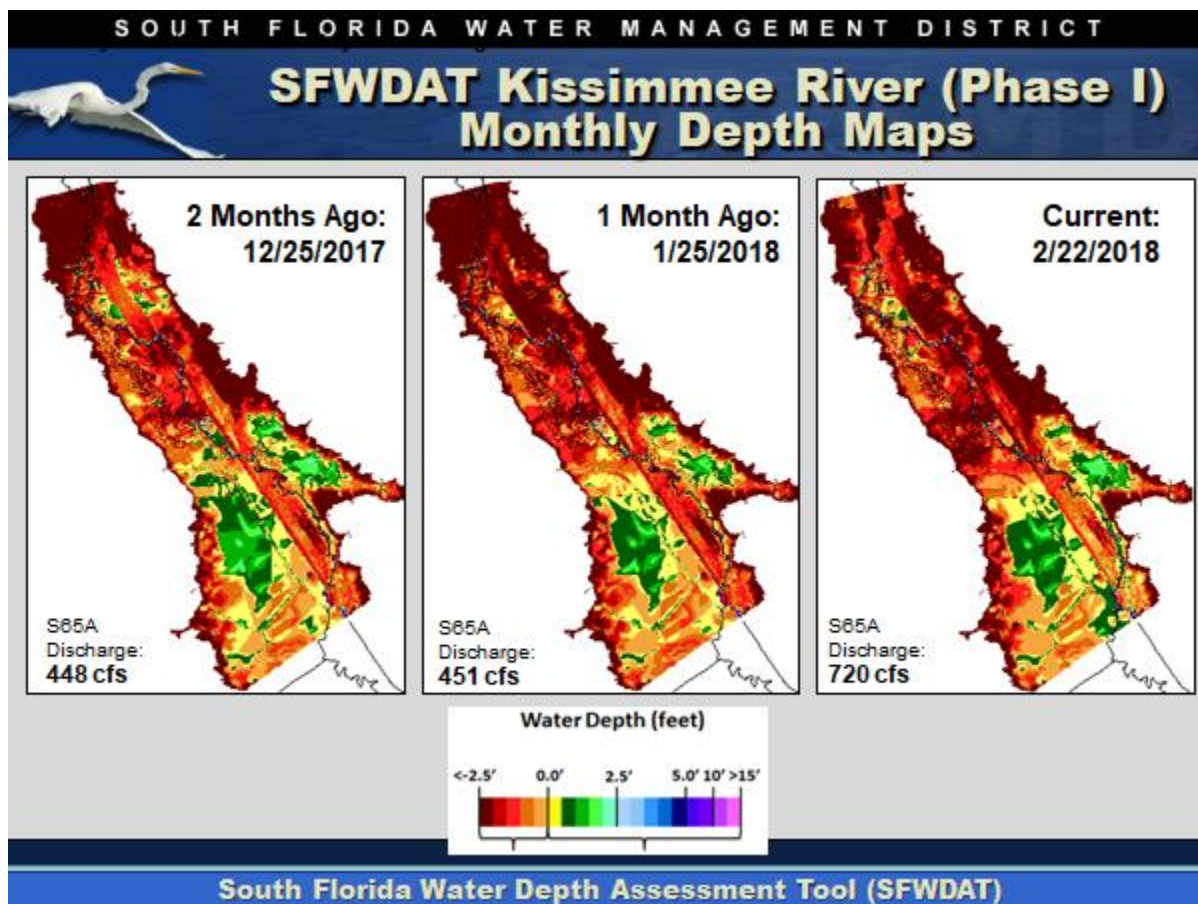 SOUTH FLORIDA WATER MANAGEMENT DISTRICT
SFWDAT Kissimmee River (Phase I)
Monthly Depth Maps
2 Months Ago:
12/25/2017
S65A
Discharge:
448 cfs
1 Month Ago:
1/25/2018
S65A
Discharge:
451 cfs
Current:
2/22/2018
S65A
Discharge:
720 cfs
Water Depth (feet)
<-2.5' 0.0' 2.5' 5.0' 10' >15'
South Florida Water Depth Assessment Tool (SFWDAT)